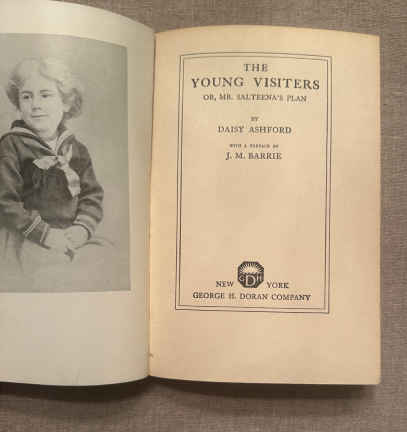 THE
YOUNG VISITERS
OR, MR. SALTEENA'S PLAN
BY
DAISY ASHFORD
WITH A PREFACE BY
J. M. BARRIE
GDH
NEW YORK
GEORGE H. DORAN COMPANY